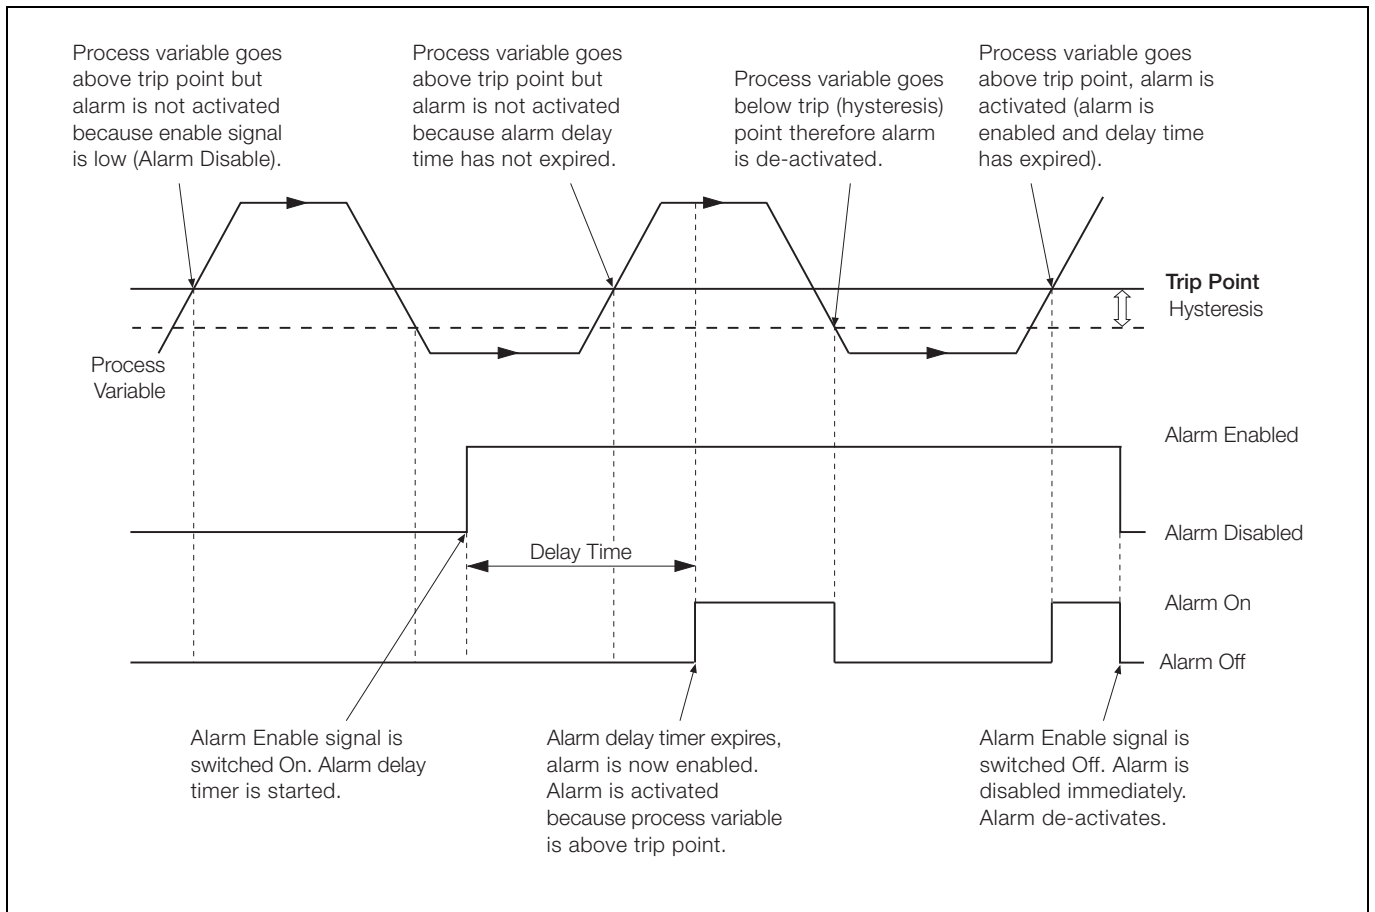 Process variable goes
above trip point but
alarm is not activated
because enable signal
is low (Alarm Disable).
Process variable goes
above trip point but
alarm is not activated
because alarm delay
time has not expired.
Process variable goes
below trip (hysteresis)
point therefore alarm
is de-activated.
Process variable goes
above trip point, alarm is
activated (alarm is
enabled and delay time
has expired).
Trip Point
Hysteresis
Process
Variable
Alarm Enabled
Alarm Disabled
Delay Time
Alarm On
Alarm Off
Alarm Enable signal is
switched On. Alarm delay
timer is started.
Alarm delay timer expires,
alarm is now enabled.
Alarm is activated
because process variable
is above trip point.
Alarm Enable signal is
switched Off. Alarm is
disabled immediately.
Alarm de-activates.